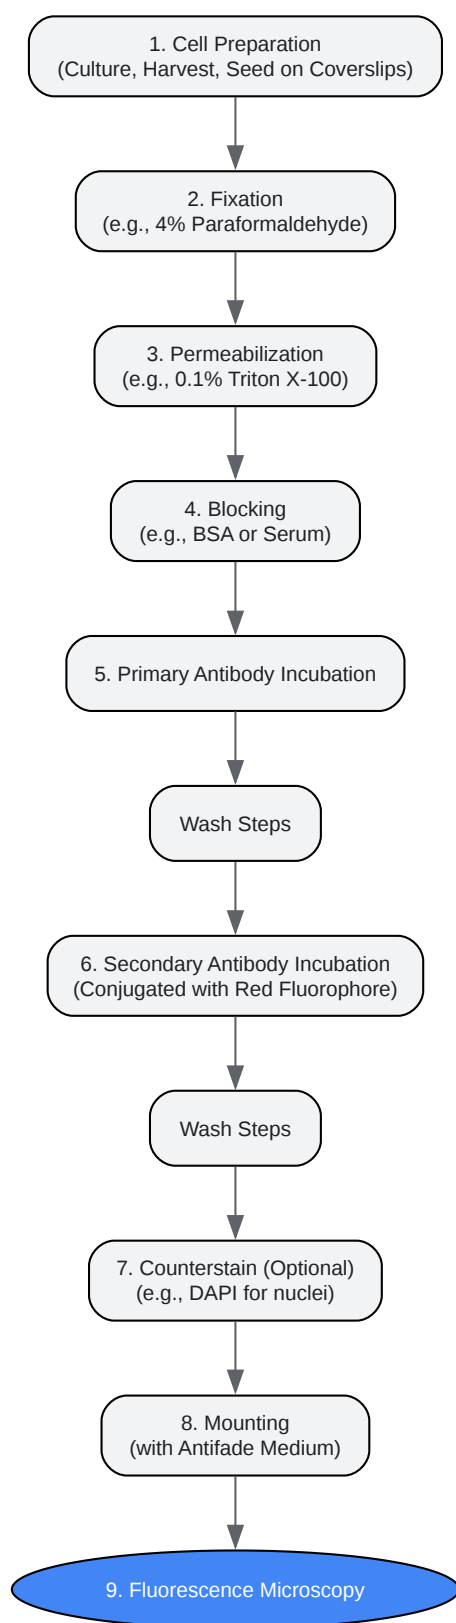 1. Cell Preparation
(Culture, Harvest, Seed on Coverslips)
2. Fixation
(e.g., 4% Paraformaldehyde)
3. Permeabilization
(e.g., 0.1% Triton X-100)
4. Blocking
(e.g., BSA or Serum)
5. Primary Antibody Incubation
Wash Steps
6. Secondary Antibody Incubation
(Conjugated with Red Fluorophore)
Wash Steps
7. Counterstain (Optional)
(e.g., DAPI for nuclei)
8. Mounting
(with Antifade Medium)
9. Fluorescence Microscopy